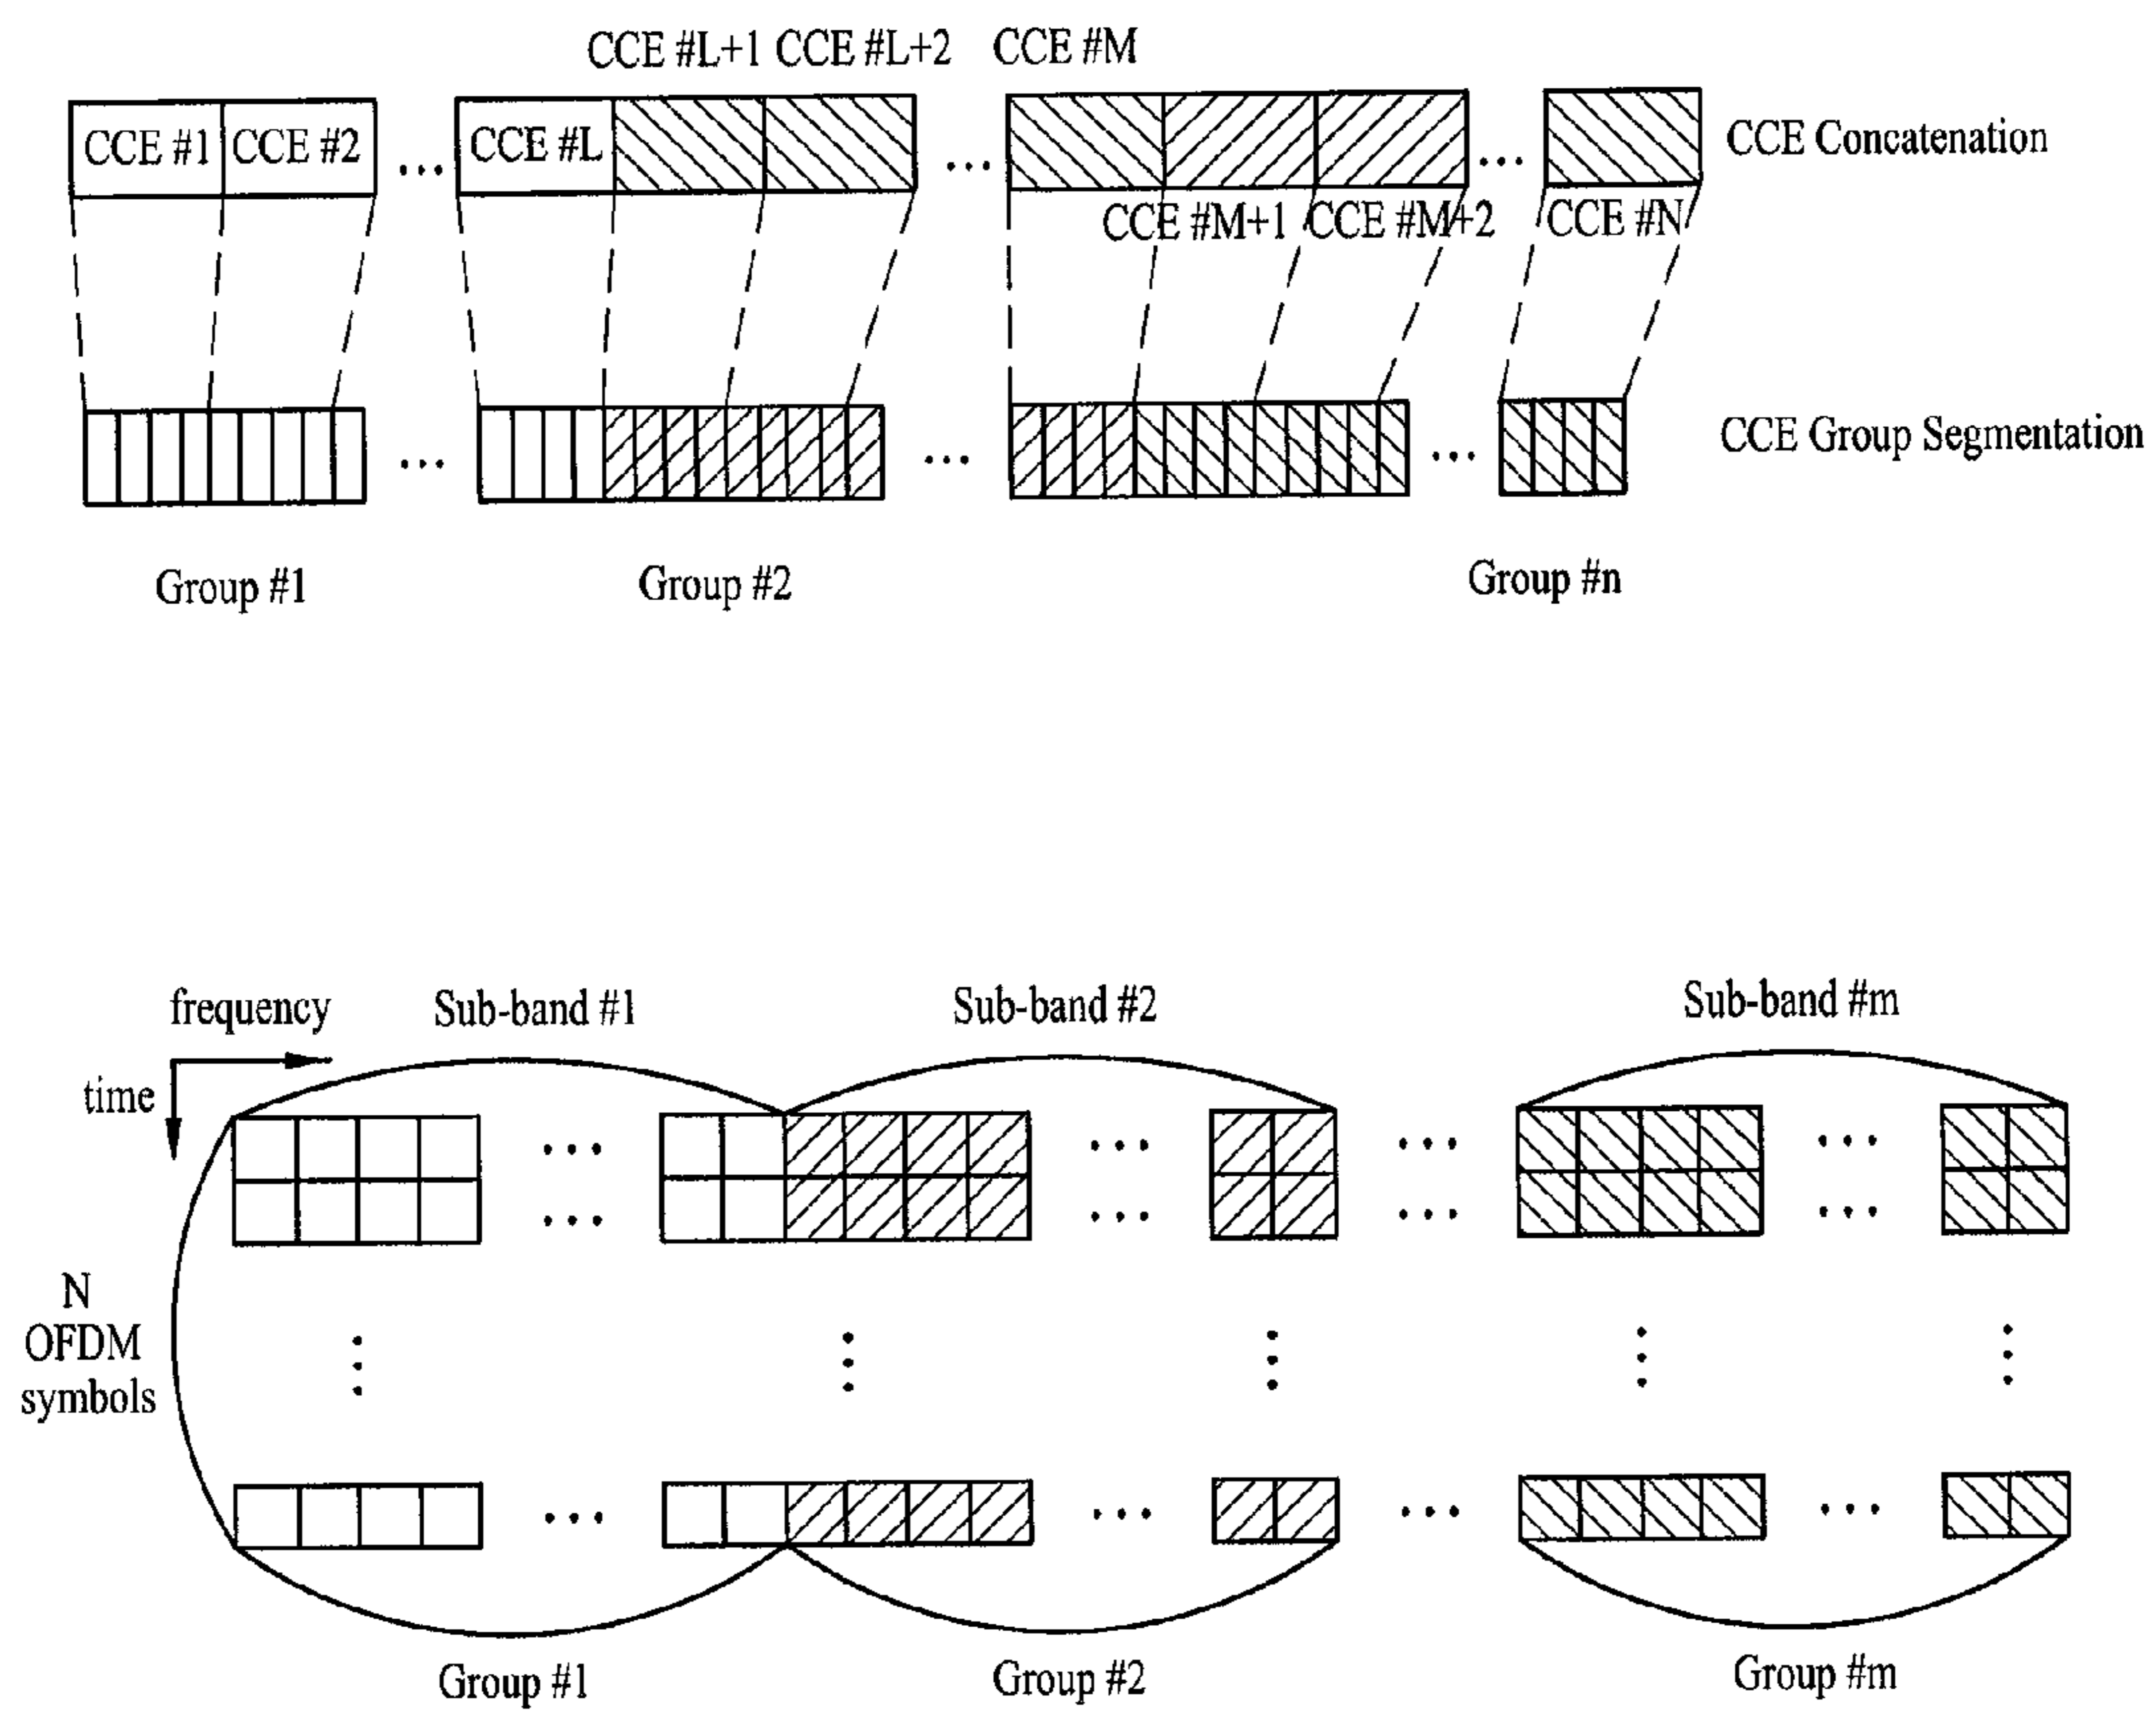 CCE #L+1 CCE #L+2 CCE #M
CCE #1 CCE #2 ... CCE #L ... ... CCE Concatenation
CCE #M+1 CCE #M+2 CCE #N
... ... ... CCE Group Segmentation
Group #1 Group #2 Group #n
frequency Sub-band #1 Sub-band #2 Sub-band #m
time
N
OFDM
symbols
Group #1 Group #2 Group #m